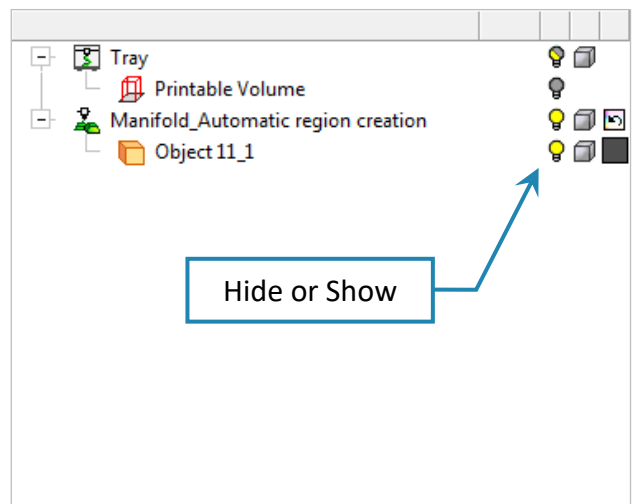 Tray
Printable Volume
Manifold_Automatic region creation
Object 11_1
Hide or Show